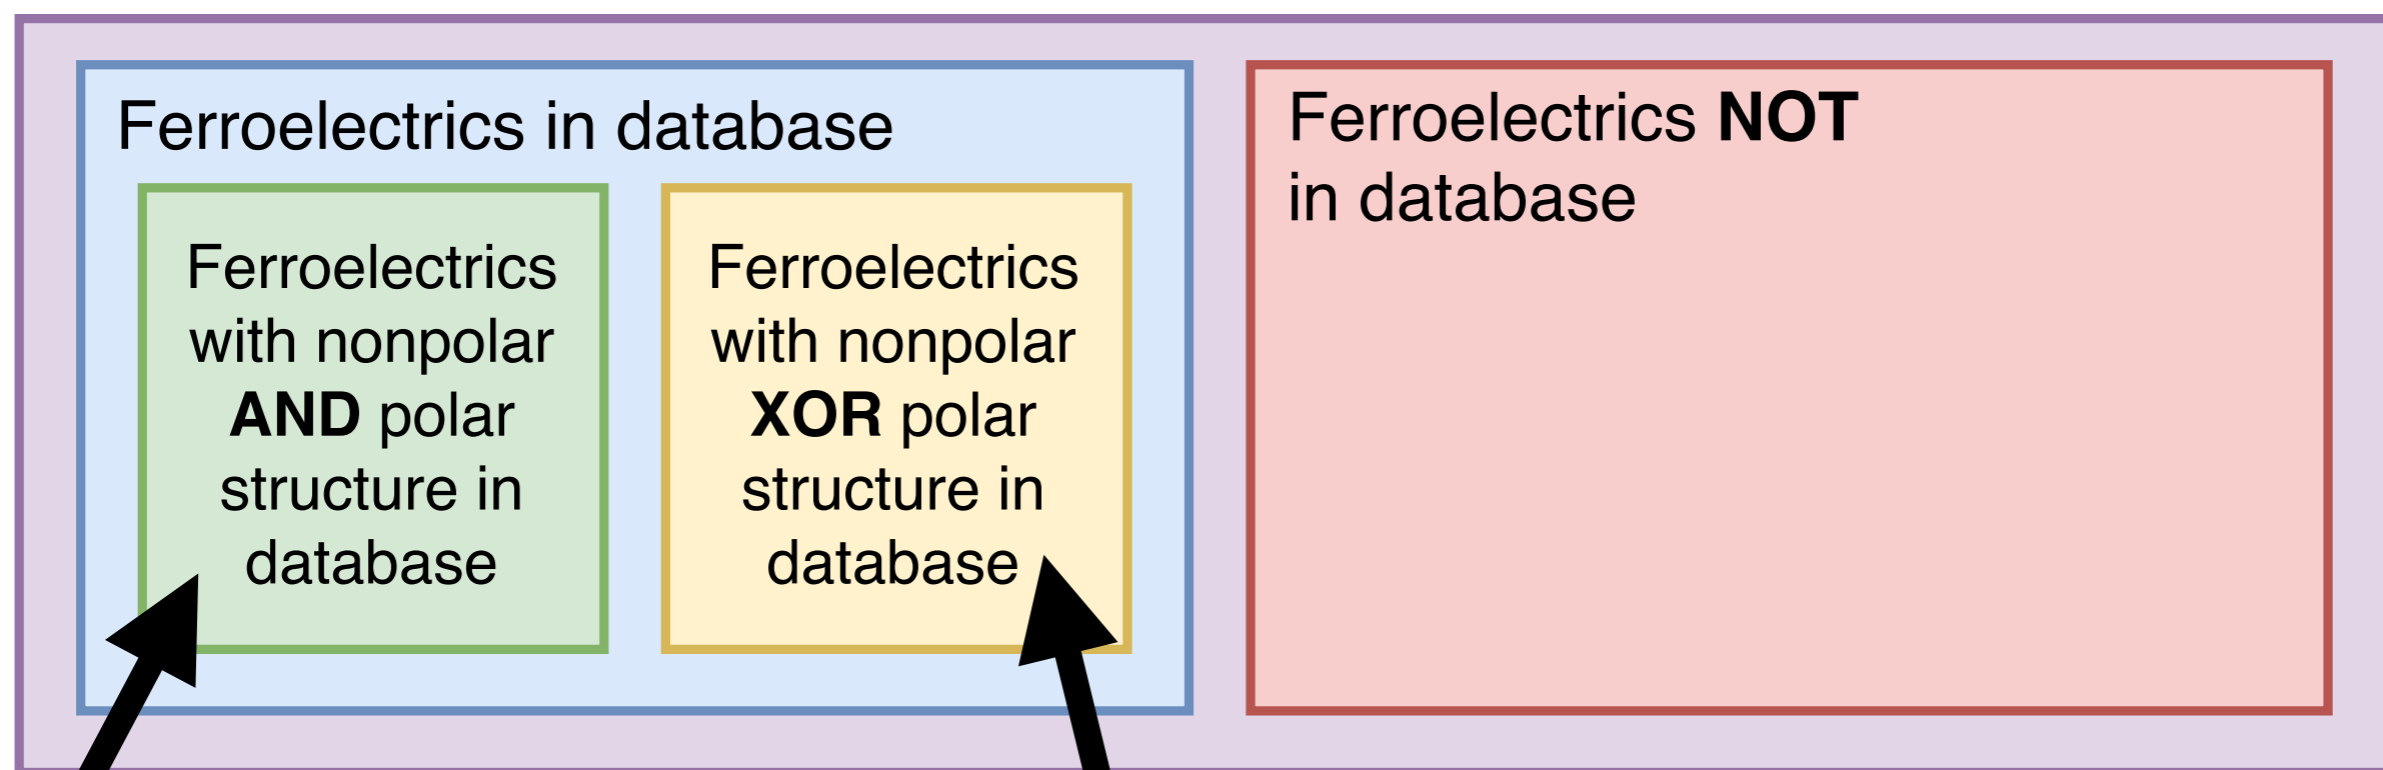 Ferroelectrics in database
Ferroelectrics
with nonpolar
AND polar
structure in
database
Ferroelectrics
with nonpolar
XOR polar
structure in
database
Ferroelectrics NOT
in database